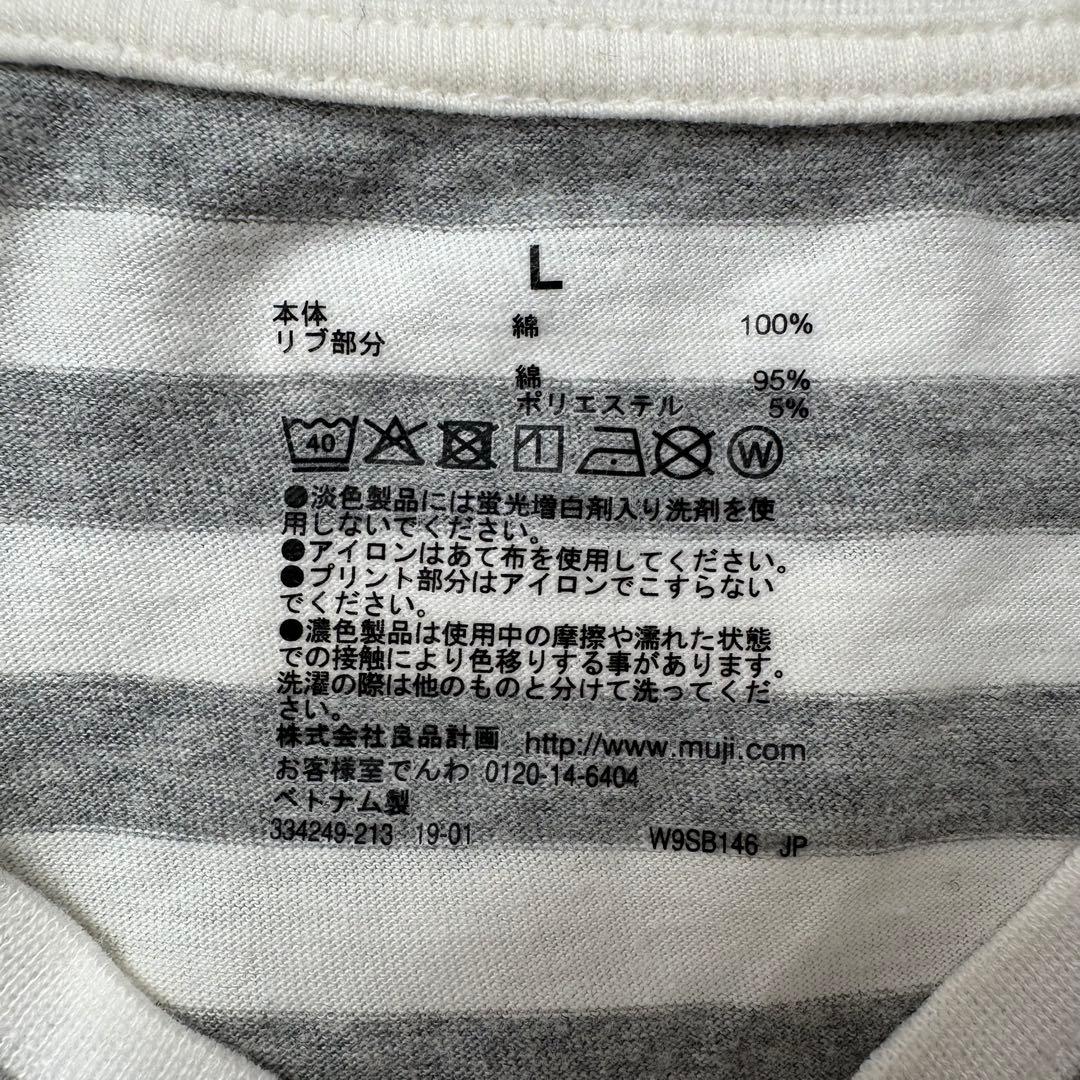 L
本体 綿 100%
リブ部分
綿 95%
ポリエステル 5%
40 W
●淡色製品には蛍光増白剤入り洗剤を使
用しないでください。
●アイロンはあて布を使用してください。
●プリント部分はアイロンでこすらない
でください。
●濃色製品は使用中の摩擦や濡れた状態
での接触により色移りする事があります。
洗濯の際は他のものと分けて洗ってくだ
さい。
株式会社良品計画 http://www.muji.com
お客様室でんわ 0120-14-6404
ベトナム製
334249-213 19-01 W9SB146 JP